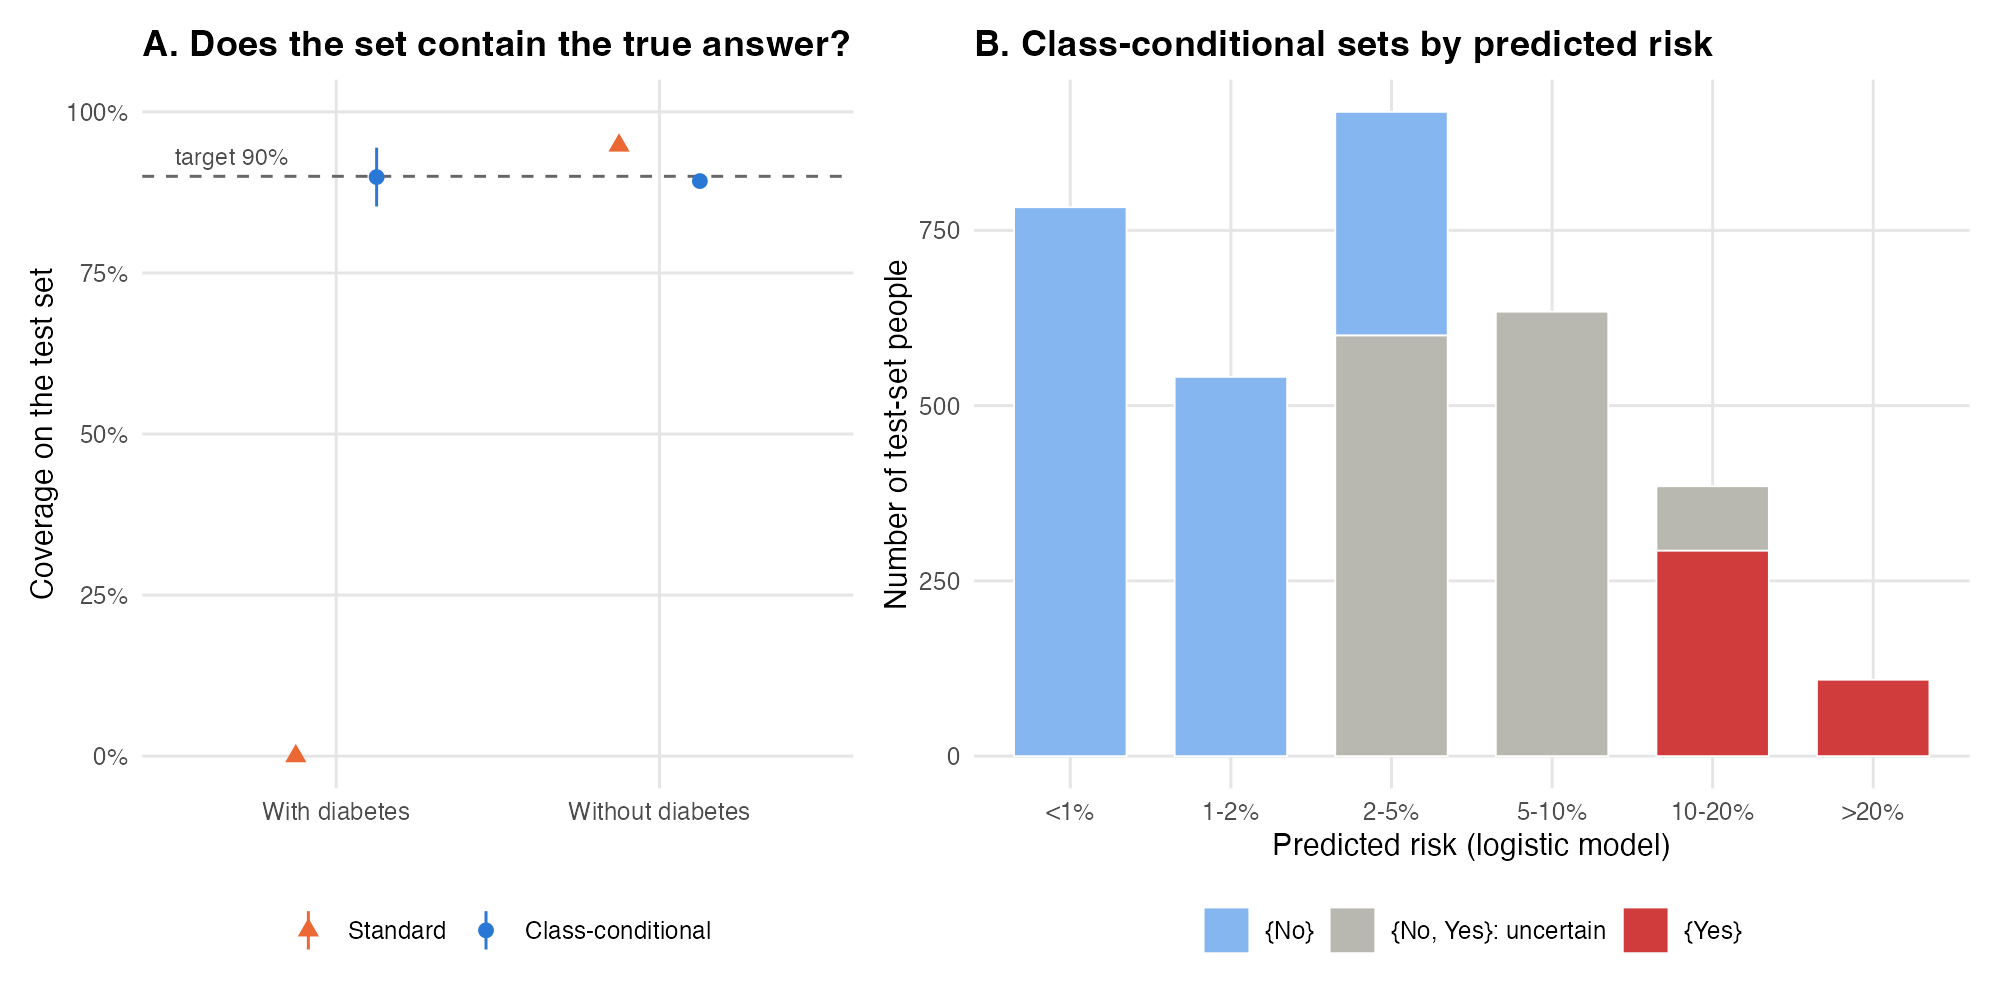 A. Does the set contain the true answer?
Coverage on the test set
100%
75%
50%
25%
0%
target 90%
With diabetes
Without diabetes
Standard
Class-conditional
B. Class-conditional sets by predicted risk
Number of test-set people
750
500
250
0
<1%
1-2%
2-5%
5-10%
10-20%
>20%
Predicted risk (logistic model)
{No}
{No, Yes}: uncertain
{Yes}